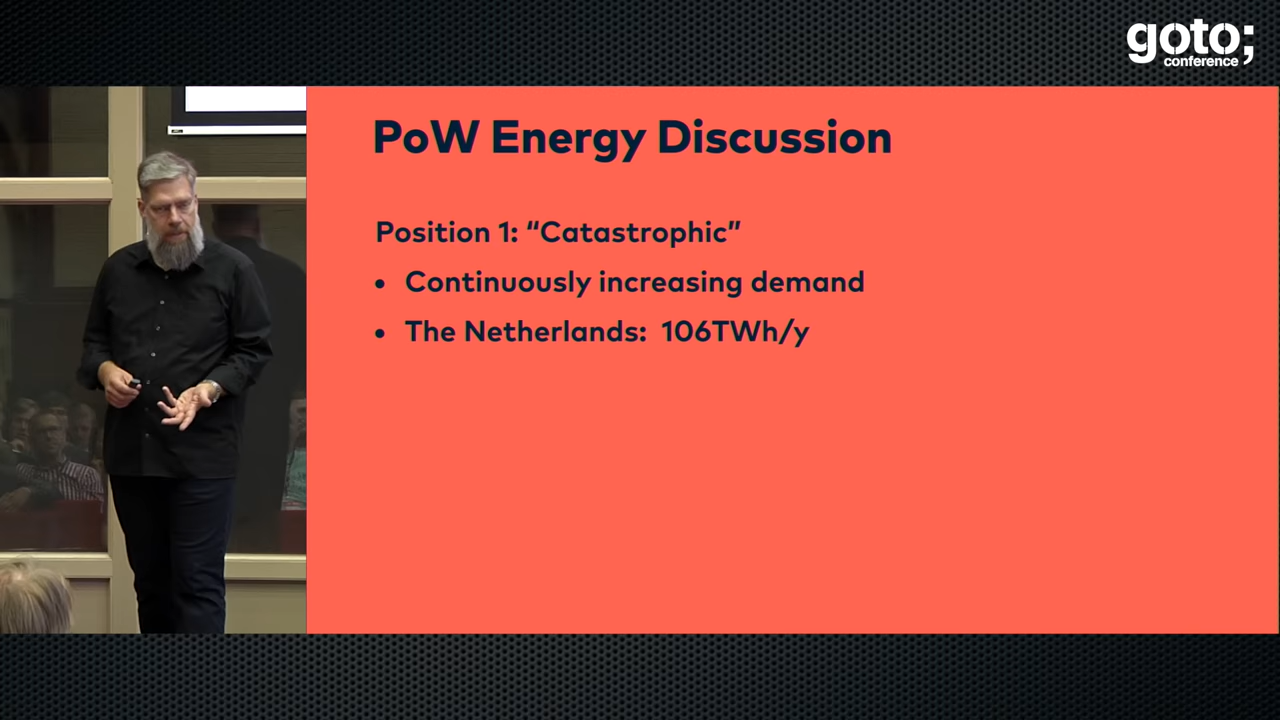 goto;
conference
PoW Energy Discussion
Position 1: “Catastrophic”
• Continuously increasing demand
• The Netherlands: 106TWh/y